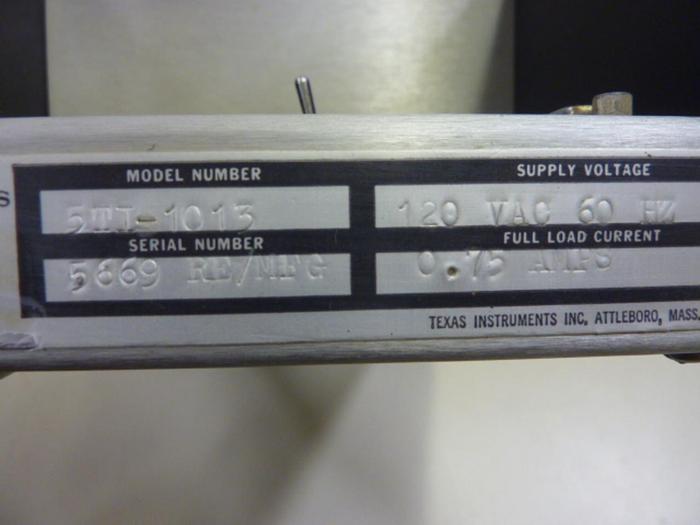 S
MODEL NUMBER
5TI-1013
SERIAL NUMBER
5669 RE/MFG
SUPPLY VOLTAGE
120 VAC 60 HZ
FULL LOAD CURRENT
0.75 AMPS
TEXAS INSTRUMENTS INC, ATTLEBORO, MASS.